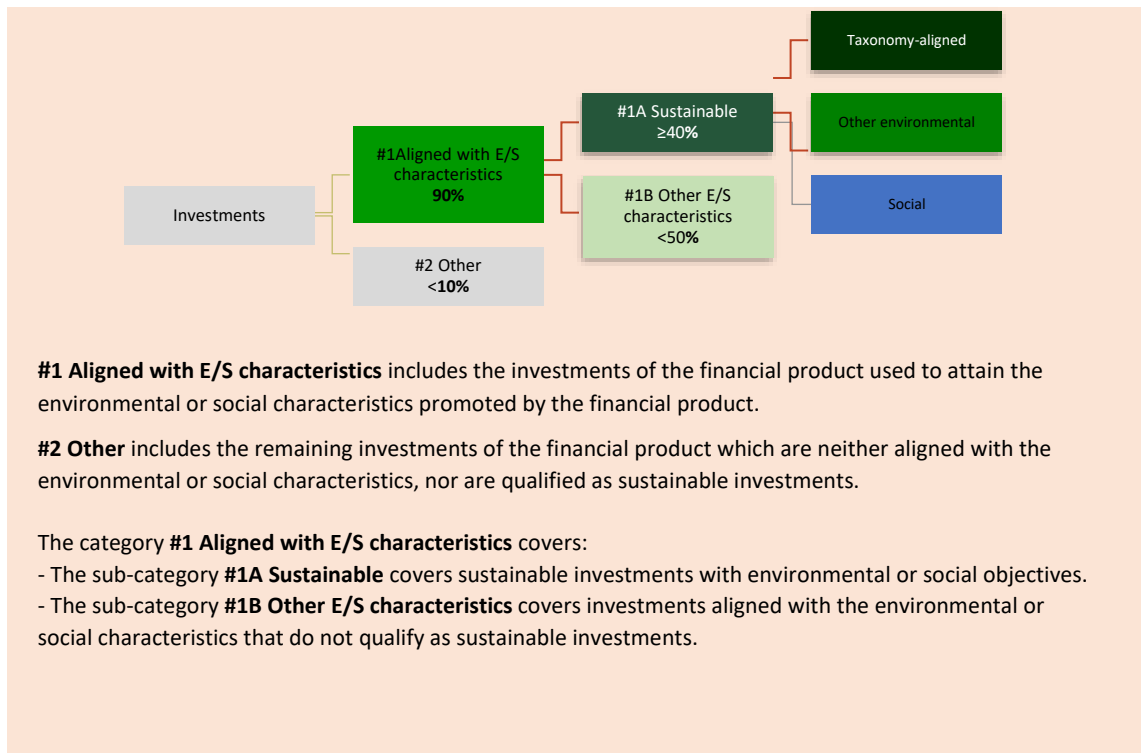 Taxonomy-aligned
#1A Sustainable
≥40%
Other environmental
#1Aligned with E/S
characteristics
90%
#1B Other E/S
characteristics
<50%
Investments
Social
#2 Other
<10%
#1 Aligned with E/S characteristics includes the investments of the financial product used to attain the
environmental or social characteristics promoted by the financial product.
#2 Other includes the remaining investments of the financial product which are neither aligned with the
environmental or social characteristics, nor are qualified as sustainable investments.
The category #1 Aligned with E/S characteristics covers:
- The sub-category #1A Sustainable covers sustainable investments with environmental or social objectives.
- The sub-category #1B Other E/S characteristics covers investments aligned with the environmental or
social characteristics that do not qualify as sustainable investments.